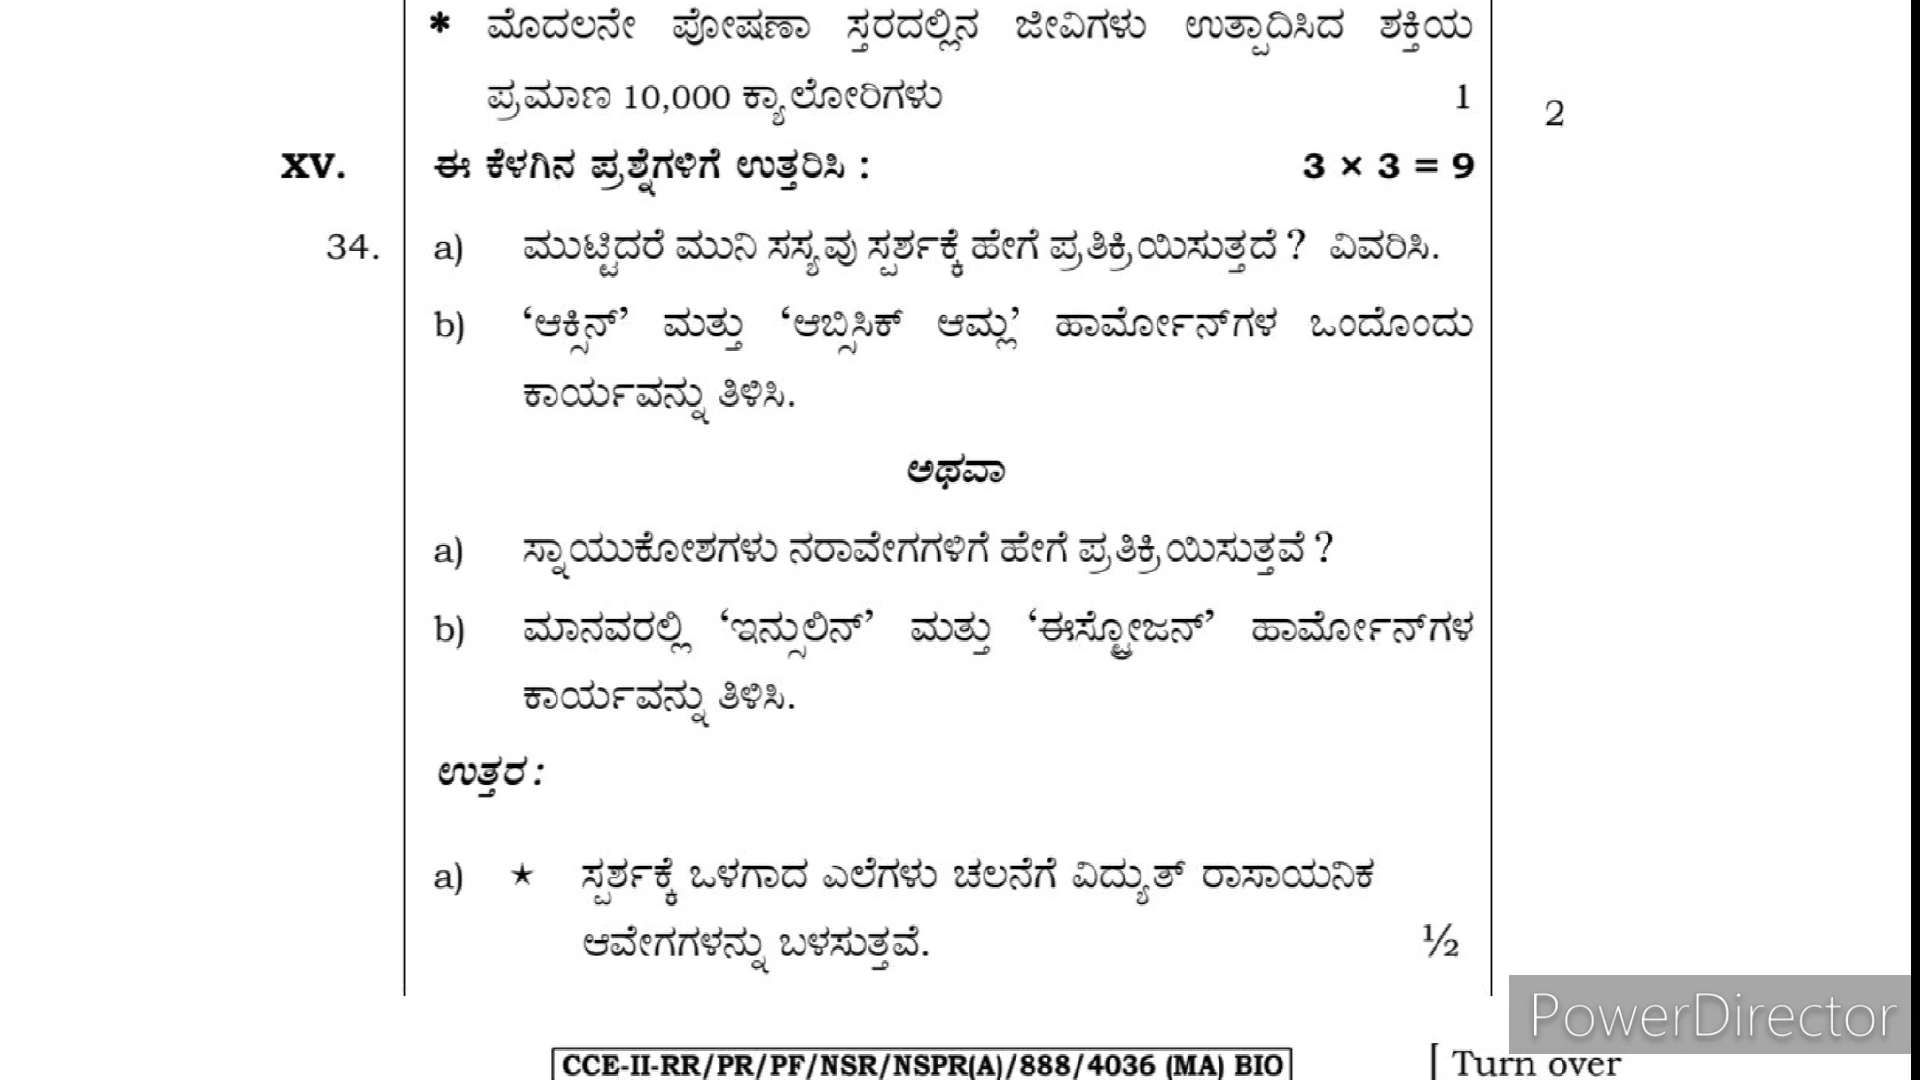 * ಮೊದಲನೇ ಪೋಷಣಾ ಸ್ತರದಲ್ಲಿನ ಜೀವಿಗಳು ಉತ್ಪಾದಿಸಿದ ಶಕ್ತಿಯ
ಪ್ರಮಾಣ 10,000 ಕ್ಯಾಲೋರಿಗಳು 1 2
XV. ಈ ಕೆಳಗಿನ ಪ್ರಶ್ನೆಗಳಿಗೆ ಉತ್ತರಿಸಿ : 3 × 3 = 9
34. a) ಮುಟ್ಟಿದರೆ ಮುನಿ ಸಸ್ಯವು ಸ್ಪರ್ಶಕ್ಕೆ ಹೇಗೆ ಪ್ರತಿಕ್ರಿಯಿಸುತ್ತದೆ ? ವಿವರಿಸಿ.
b) ‘ಆಕ್ಸಿನ್’ ಮತ್ತು ‘ಆಬ್ಸಿಸಿಕ್ ಆಮ್ಲ’ ಹಾರ್ಮೋನ್‌ಗಳ ಒಂದೊಂದು
ಕಾರ್ಯವನ್ನು ತಿಳಿಸಿ.
ಅಥವಾ
a) ಸ್ನಾಯುಕೋಶಗಳು ನರಾವೇಗಗಳಿಗೆ ಹೇಗೆ ಪ್ರತಿಕ್ರಿಯಿಸುತ್ತವೆ ?
b) ಮಾನವರಲ್ಲಿ ‘ಇನ್ಸುಲಿನ್’ ಮತ್ತು ‘ಈಸ್ಟ್ರೋಜನ್’ ಹಾರ್ಮೋನ್‌ಗಳ
ಕಾರ್ಯವನ್ನು ತಿಳಿಸಿ.
ಉತ್ತರ :
a) ★ ಸ್ಪರ್ಶಕ್ಕೆ ಒಳಗಾದ ಎಲೆಗಳು ಚಲನೆಗೆ ವಿದ್ಯುತ್ ರಾಸಾಯನಿಕ
ಆವೇಗಗಳನ್ನು ಬಳಸುತ್ತವೆ. ½
PowerDirector
CCE-II-RR/PR/PF/NSR/NSPR(A)/888/4036 (MA) BIO [ Turn over